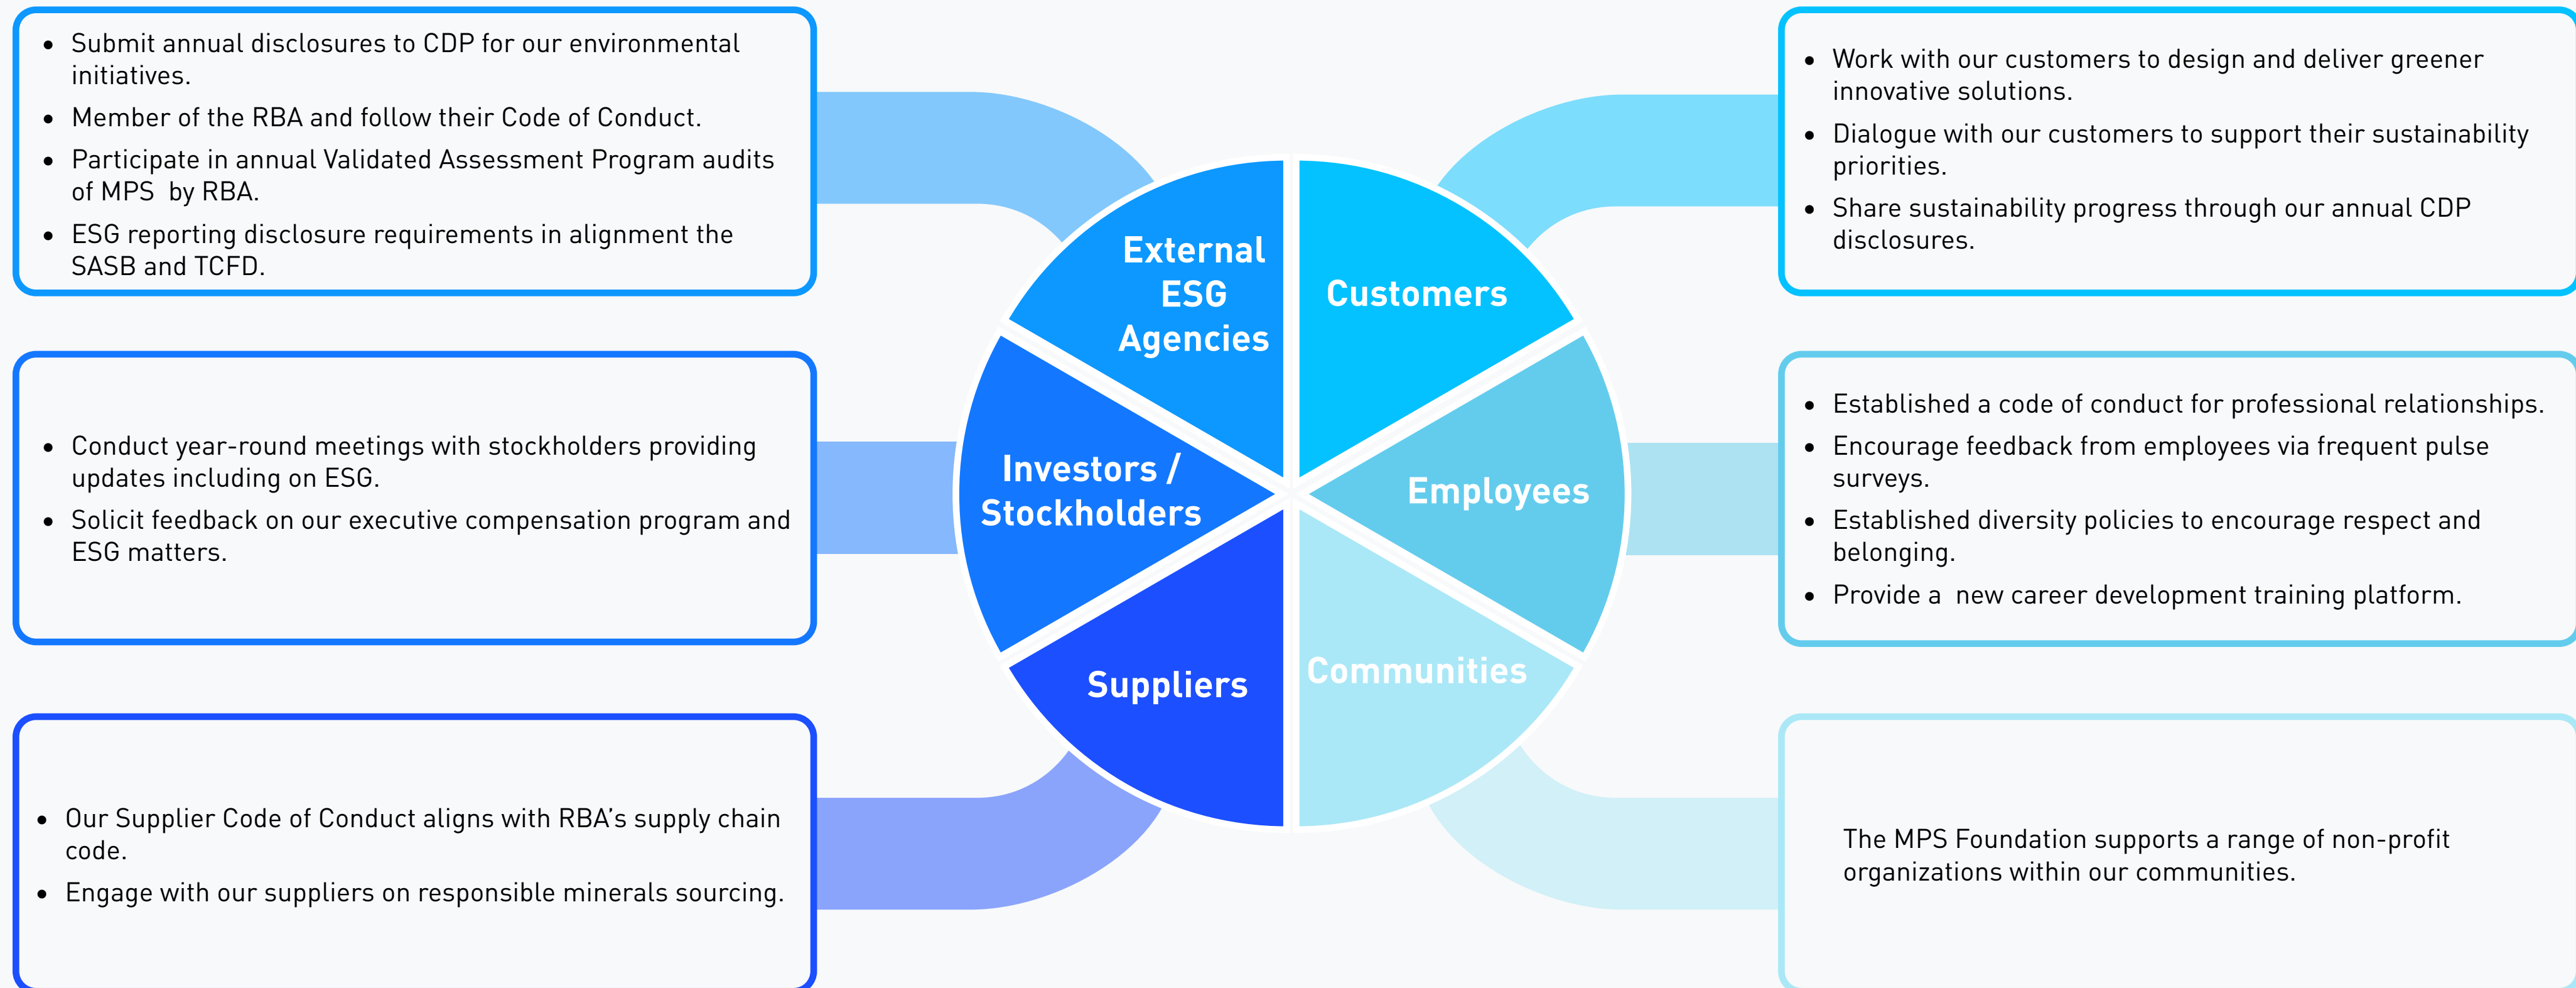 • Submit annual disclosures to CDP for our environmental
initiatives.
• Member of the RBA and follow their Code of Conduct.
• Participate in annual Validated Assessment Program audits
of MPS  by RBA.
• ESG reporting disclosure requirements in alignment the
SASB and TCFD.
• Conduct year-round meetings with stockholders providing
updates including on ESG.
• Solicit feedback on our executive compensation program and
ESG matters.
• Our Supplier Code of Conduct aligns with RBA’s supply chain
code.
• Engage with our suppliers on responsible minerals sourcing.
External
ESG
Agencies
Customers
Investors /
Stockholders
Employees
Suppliers
Communities
• Work with our customers to design and deliver greener
innovative solutions.
• Dialogue with our customers to support their sustainability
priorities.
• Share sustainability progress through our annual CDP
disclosures.
• Established a code of conduct for professional relationships.
• Encourage feedback from employees via frequent pulse
surveys.
• Established diversity policies to encourage respect and
belonging.
• Provide a  new career development training platform.
The MPS Foundation supports a range of non-profit
organizations within our communities.